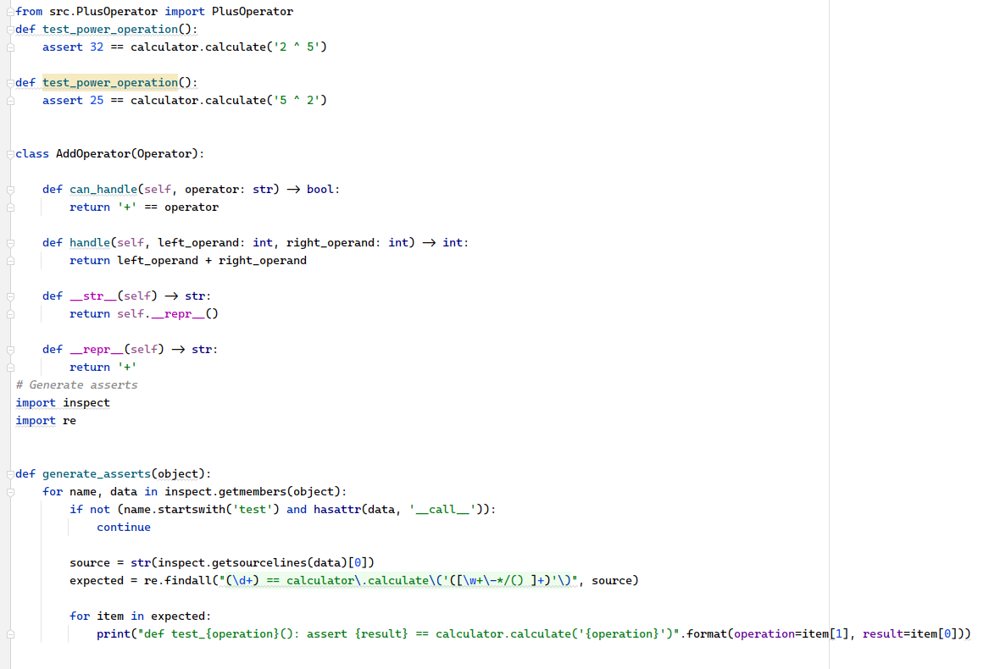 from src.PlusOperator import PlusOperator
def test_power_operation():
    assert 32 == calculator.calculate('2 ^ 5')

def test_power_operation():
    assert 25 == calculator.calculate('5 ^ 2')


class AddOperator(Operator):

    def can_handle(self, operator: str) -> bool:
        return '+' == operator

    def handle(self, left_operand: int, right_operand: int) -> int:
        return left_operand + right_operand

    def __str__(self) -> str:
        return self.__repr__()

    def __repr__(self) -> str:
        return '+'
# Generate asserts
import inspect
import re


def generate_asserts(object):
    for name, data in inspect.getmembers(object):
        if not (name.startswith('test') and hasattr(data, '__call__')):
            continue

        source = str(inspect.getsourcelines(data)[0])
        expected = re.findall("(\d+) == calculator\.calculate\('([\w+\-*/() ]+)'\)", source)

        for item in expected:
            print("def test_{operation}(): assert {result} == calculator.calculate('{operation}')".format(operation=item[1], result=item[0]))